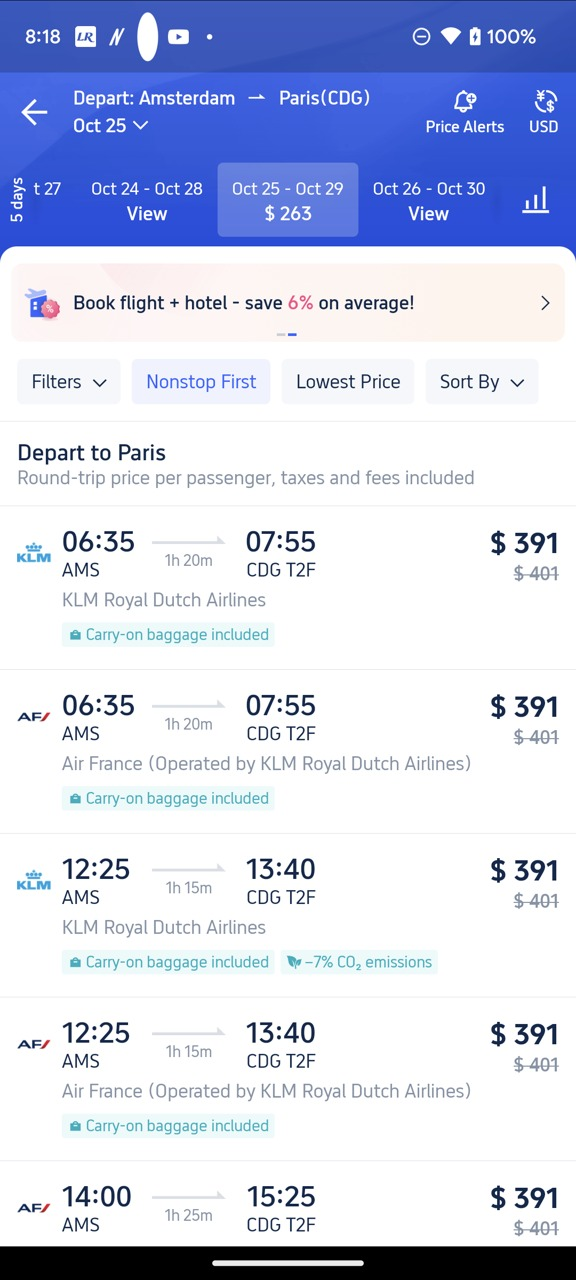 8:18 LR 100%
Depart: Amsterdam Paris(CDG)
Oct 25
Price Alerts
USD
5 days
t 27
Oct 24 - Oct 28
View
Oct 25 - Oct 29
$ 263
Oct 26 - Oct 30
View
Book flight + hotel - save 6% on average!
Filters
Nonstop First
Lowest Price
Sort By
Depart to Paris
Round-trip price per passenger, taxes and fees included
KLM
06:35 1h 20m 07:55 $ 391
AMS CDG T2F $ 401
KLM Royal Dutch Airlines
Carry-on baggage included
AF
06:35 1h 20m 07:55 $ 391
AMS CDG T2F $ 401
Air France (Operated by KLM Royal Dutch Airlines)
Carry-on baggage included
KLM
12:25 1h 15m 13:40 $ 391
AMS CDG T2F $ 401
KLM Royal Dutch Airlines
Carry-on baggage included −7% CO₂ emissions
AF
12:25 1h 15m 13:40 $ 391
AMS CDG T2F $ 401
Air France (Operated by KLM Royal Dutch Airlines)
Carry-on baggage included
AF
14:00 1h 25m 15:25 $ 391
AMS CDG T2F $ 401